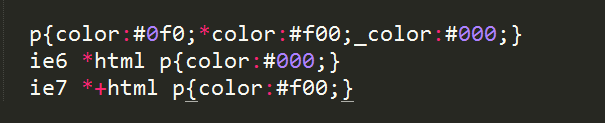 p{color:#0f0;*color:#f00;_color:#000;}
ie6 *html p{color:#000;}
ie7 *+html p{color:#f00;}